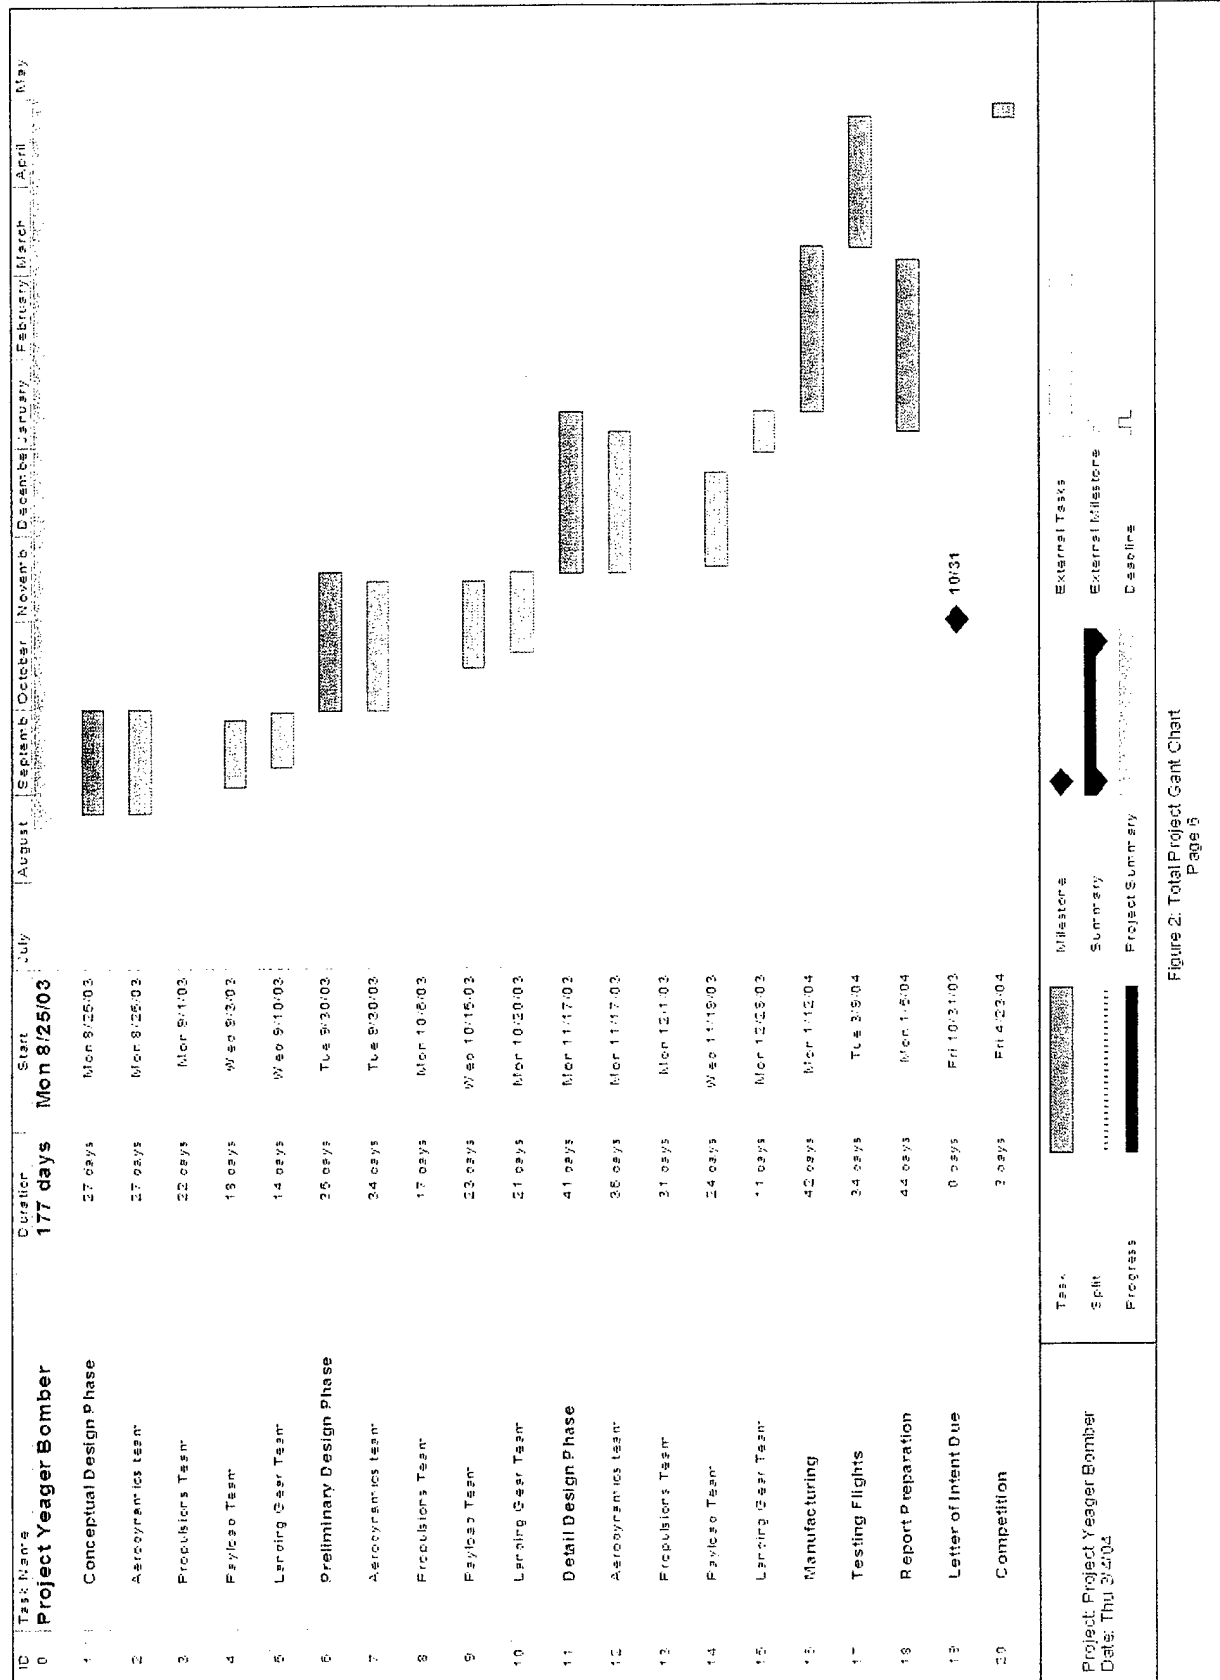 ID Task Name Duration Start July August Septemb October Novemb Decembe January February March April May
0 Project Yeager Bomber 177 days Mon 8/25/03
1 Conceptual Design Phase 27 days Mon 8/25/03
2 Aerodynamics team 27 days Mon 8/25/03
3 Propulsions Team 22 days Mon 9/1/03
4 Payload Team 18 days Wed 9/3/03
5 Landing Gear Team 14 days Wed 9/10/03
6 Preliminary Design Phase Tue 9/30/03
7 Aerodynamics team 34 days Tue 9/30/03
8 Propulsions Team 17 days Mon 10/6/03
9 Payload Team 23 days Wed 10/15/03
10 Landing Gear Team 21 days Mon 10/20/03
11 Detail Design Phase 41 days Mon 11/17/03
12 Aerodynamics team 36 days Mon 11/17/03
13 Propulsions Team 31 days Mon 12/1/03
14 Payload Team 24 days Wed 11/19/03
15 Landing Gear Team 11 days Mon
16 Manufacturing 42 days Mon 1/12/04
17 Testing Flights 34 days Tue 3/9/04
18 Report Preparation 44 days Mon 1/5/04
19 Letter of Intent Due 0 days Fri 10/31/03 10/31
20 Competition days Fri 4/23/04
Project: Project Yeager Bomber
Date: Thu 3/4/04
Task Milestone External Tasks
Split Summary External Milestone
Progress Project Summary Deadline
Figure 2: Total Project Gant Chart
Page 6